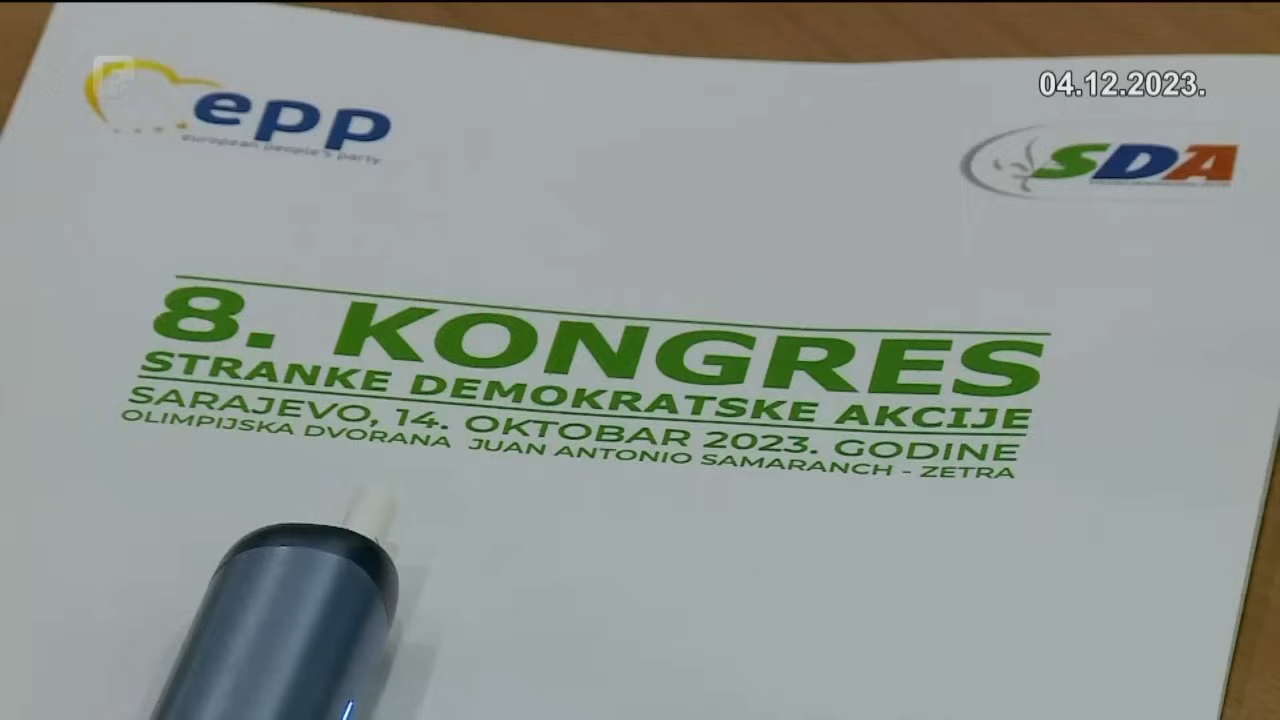 04.12.2023.
epp
european people's party
SDA
8. KONGRES
STRANKE DEMOKRATSKE AKCIJE
SARAJEVO, 14. OKTOBAR 2023. GODINE
OLIMPIJSKA DVORANA JUAN ANTONIO SAMARANCH - ZETRA